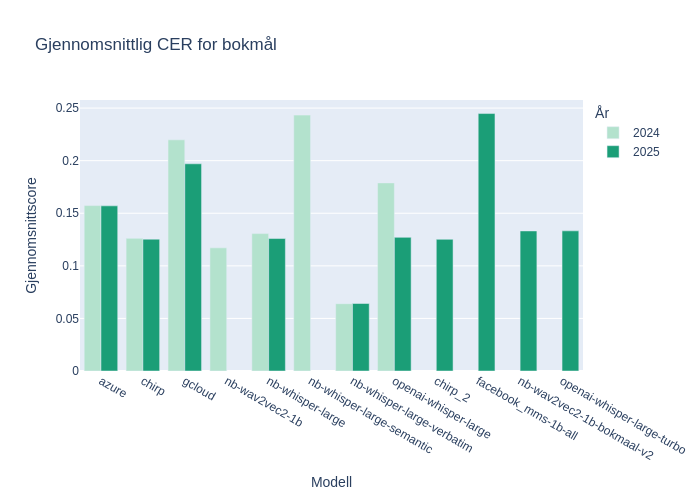 Gjennomsnittlig CER for bokmål
År
2024
2025
Gjennomsnittscore
0.25
0.2
0.15
0.1
0.05
0
azure
chirp
gcloud
nb-wav2vec2-1b
nb-whisper-large
nb-whisper-large-semantic
nb-whisper-large-verbatim
openai-whisper-large
chirp_2
facebook_mms-1b-all
nb-wav2vec2-1b-bokmaal-v2
openai-whisper-large-turbo
Modell